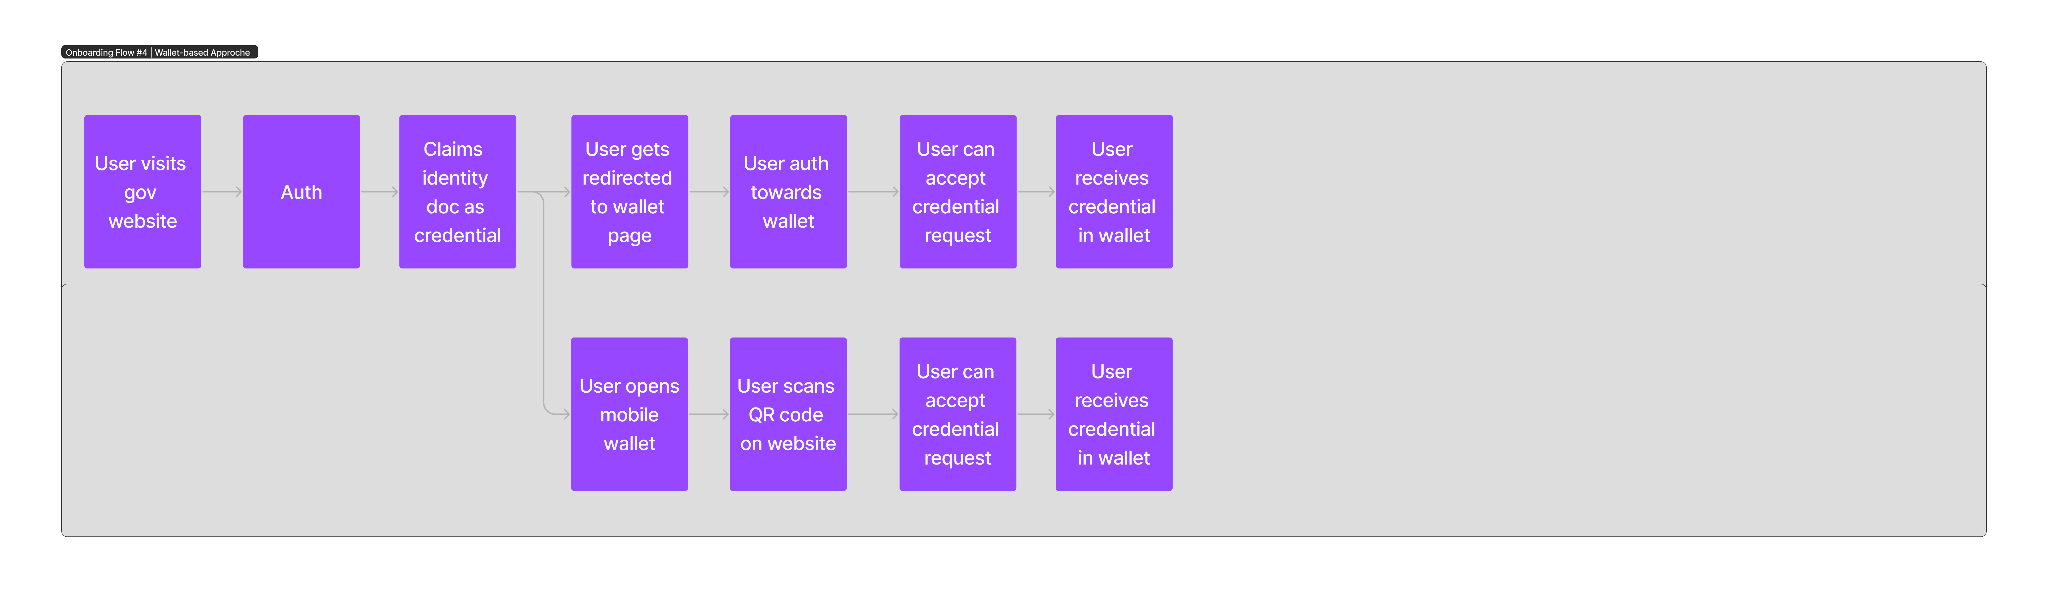 Onboarding Flow #4 | Wallet-based Approche
User visits
gov
website
Auth
Claims
identity
doc as
credential
User gets
redirected
to wallet
page
User auth
towards
wallet
User can
accept
credential
request
User
receives
credential
in wallet
User opens
mobile
wallet
User scans
QR code
on website
User can
accept
credential
request
User
receives
credential
in wallet